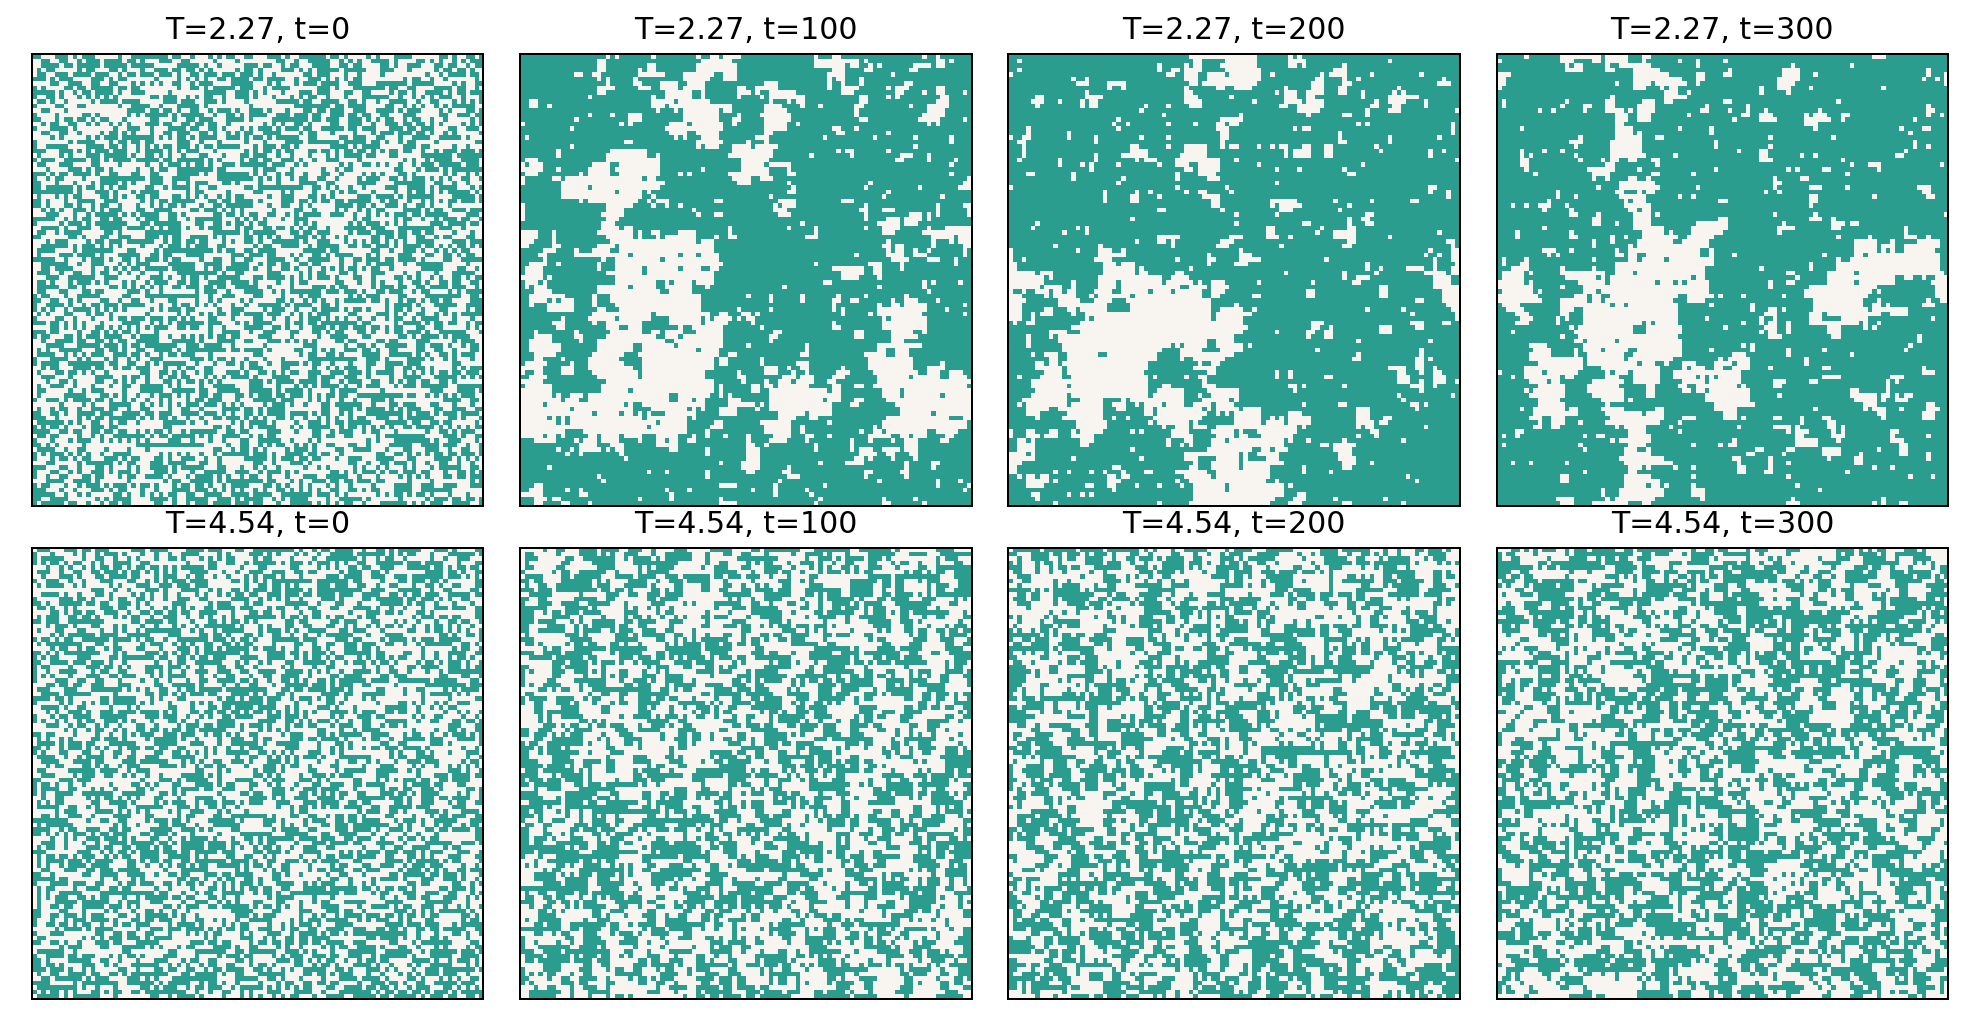 T=2.27, t=0
T=2.27, t=100
T=2.27, t=200
T=2.27, t=300
T=4.54, t=0
T=4.54, t=100
T=4.54, t=200
T=4.54, t=300